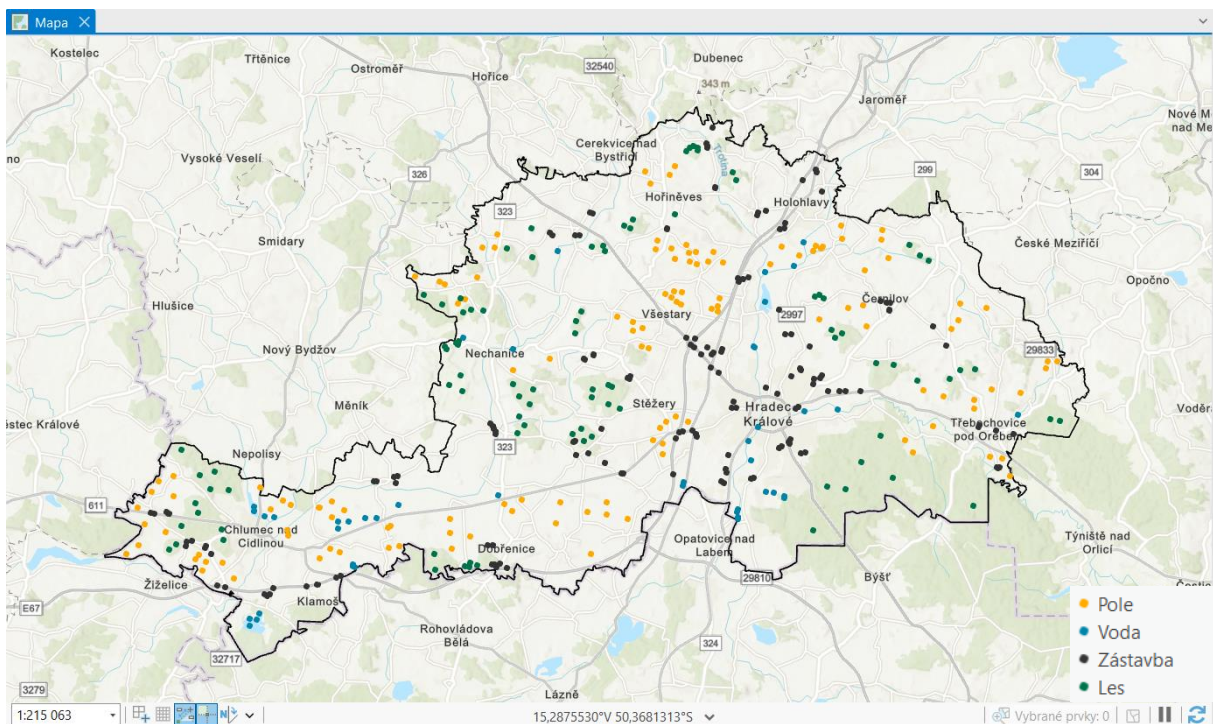 Mapa
Kostelec
Třtěnice
Ostroměř
Hořice
32540
Dubenec
343 m
Jaroměř
Nové M
nad Me
no
Vysoké Veselí
326
Cerekvice nad
Bystřicí
Trotina
299
304
Hořiněves
Holohlavy
323
Smidary
České Meziříčí
Opočno
Hlušice
Všestary
Černilov
2997
Nový Bydžov
Nechanice
29833
Měník
Stěžery
Hradec
Králové
Voděra
ěstec Králové
Třebechovice
pod Orebem
323
Nepolisy
611
Chlumec nad
Cidlinou
Dobřenice
Opatovice nad
Labem
Týniště nad
Orlicí
Žiželice
29810
Býšť
E67
Klamoš
Rohovládova
Bělá
324
32717
3279
Lázně
Pole
Voda
Zástavba
Les
1:215 063
15,2875530°V 50,3681313°S
Vybrané prvky: 0